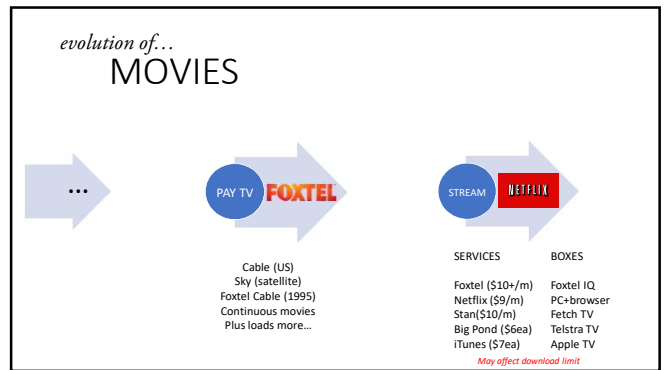 evolution of...
MOVIES
...
PAY TV
FOXTEL
Cable (US)
Sky (satellite)
Foxtel Cable (1995)
Continuous movies
Plus loads more...
STREAM
NETFLIX
SERVICES
Foxtel ($10+/m)
Netflix ($9/m)
Stan($10/m)
Big Pond ($6ea)
iTunes ($7ea)
BOXES
Foxtel IQ
PC+browser
Fetch TV
Telstra TV
Apple TV
May affect download limit